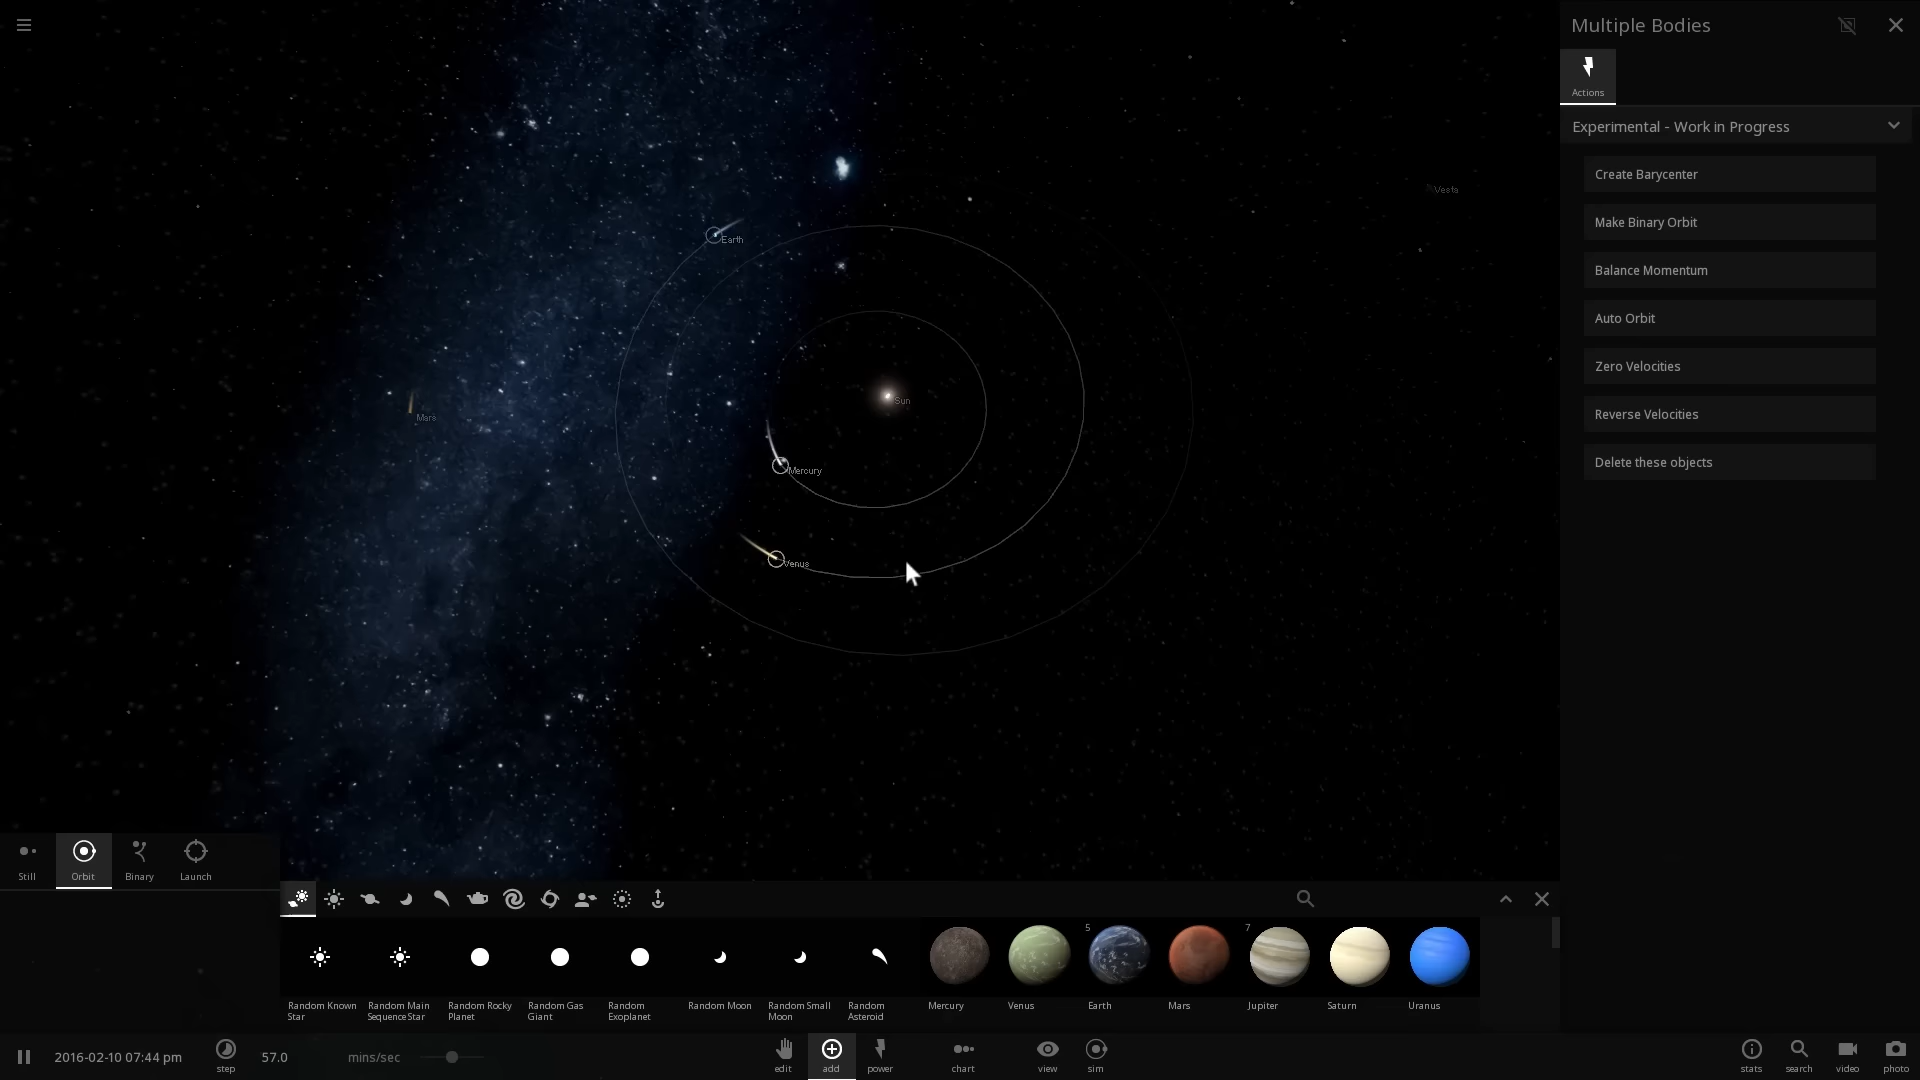 Multiple Bodies
Actions
Experimental - Work in Progress
Create Barycenter
Make Binary Orbit
Balance Momentum
Auto Orbit
Zero Velocities
Reverse Velocities
Delete these objects
Vesta
Earth
Sun
Mars
Mercury
Venus
Still
Orbit
Binary
Launch
5
7
Random Known
Star
Random Main
Sequence Star
Random Rocky
Planet
Random Gas
Giant
Random
Exoplanet
Random Moon
Random Small
Moon
Random
Asteroid
Mercury
Venus
Earth
Mars
Jupiter
Saturn
Uranus
2016-02-10 07:44 pm
step
57.0
mins/sec
edit
add
power
chart
view
sim
stats
search
video
photo